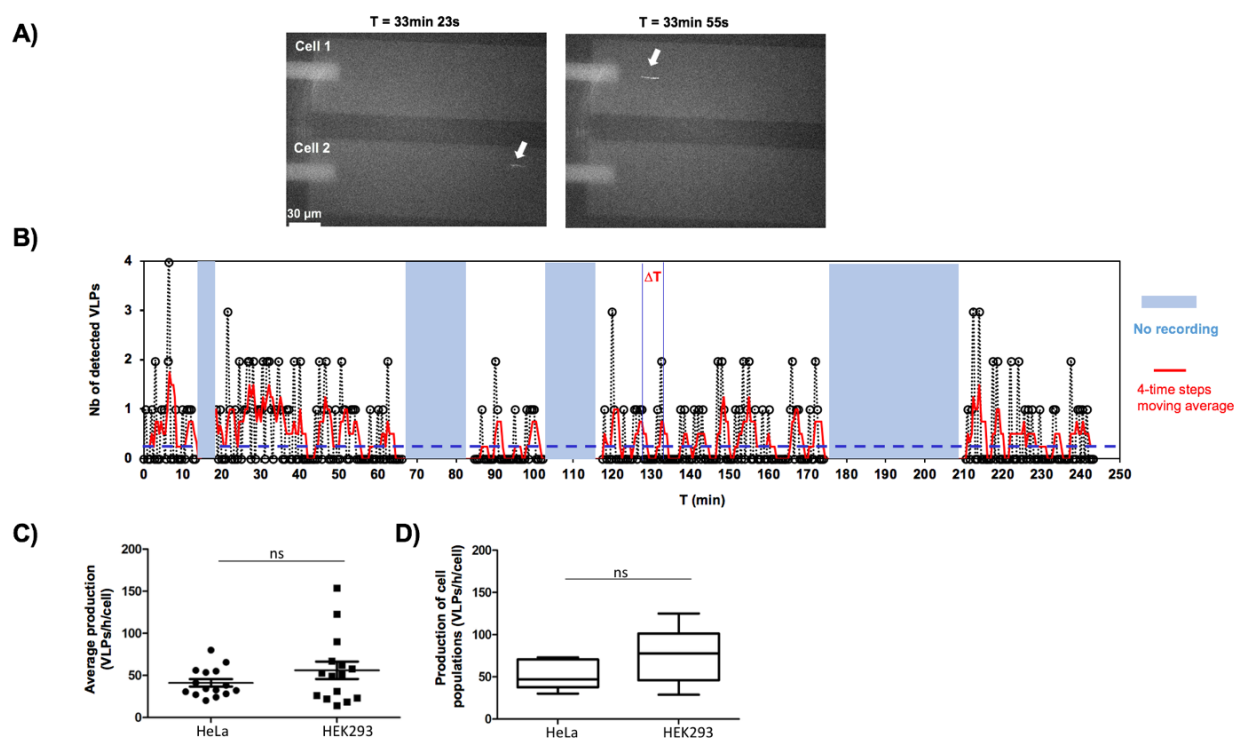 A)
T = 33min 23s
T = 33min 55s
Cell 1
Cell 2
30 µm
B)
Nb of detected VLPs
4
3
2
1
0
ΔT
0 10 20 30 40 50 60 70 80 90 100 110 120 130 140 150 160 170 180 190 200 210 220 230 240 250
T (min)
No recording
4-time steps
moving average
C)
Average production
(VLPs/h/cell)
200
150
100
50
0
ns
HeLa
HEK293
D)
Production of cell
populations (VLPs/h/cell)
200
150
100
50
0
ns
HeLa
HEK293